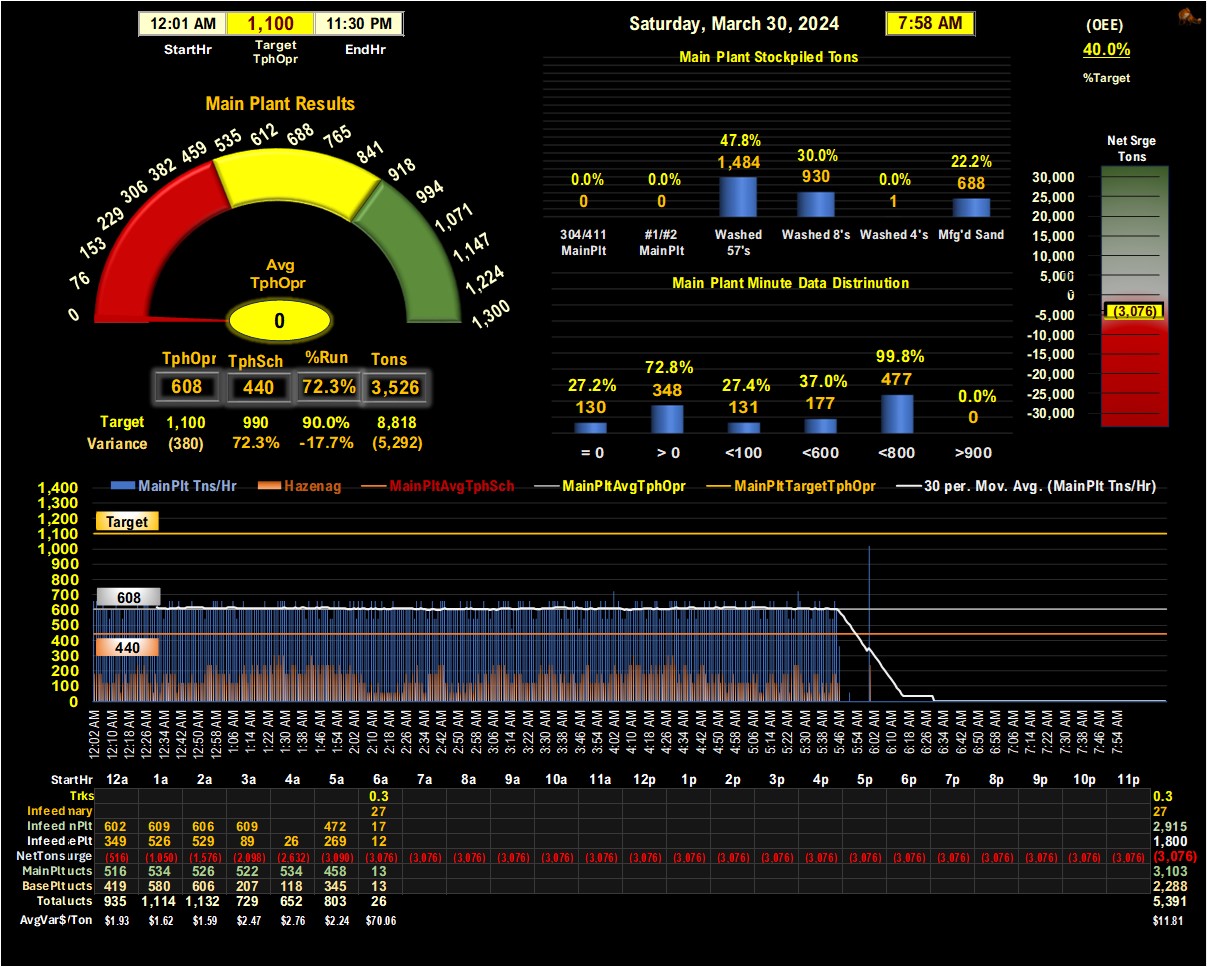 12:01 AM 1,100 11:30 PM
StartHr Target TphOpr EndHr
Saturday, March 30, 2024 7:58 AM
(OEE)
40.0%
%Target
Main Plant Stockpiled Tons
47.8% 30.0% 22.2%
0.0% 0.0% 1,484 930 0.0% 688
0 0 1
304/411 MainPlt #1/#2 MainPlt Washed 57's Washed 8's Washed 4's Mfg'd Sand
Net Srge
Tons
30,000
25,000
20,000
15,000
10,000
5,000
0
-5,000
(3,076)
-10,000
-15,000
-20,000
-25,000
-30,000
Main Plant Results
0 76 153 229 306 382 459 535 612 688 765 841 918 994 1,071 1,147 1,224 1,300
Avg
TphOpr
0
TphOpr TphSch %Run Tons
608 440 72.3% 3,526
Target 1,100 990 90.0% 8,818
Variance (380) 72.3% -17.7% (5,292)
Main Plant Minute Data Distrinution
27.2% 72.8% 27.4% 37.0% 99.8% 0.0%
130 348 131 177 477 0
= 0 > 0 <100 <600 <800 >900
MainPlt Tns/Hr Hazenag MainPltAvgTphSch MainPltAvgTphOpr MainPltTargetTphOpr 30 per. Mov. Avg. (MainPlt Tns/Hr)
1,400
1,300
1,200
1,100
1,000
900
800
700
600
500
400
300
200
100
0
Target
608
440
12:02 AM 12:10 AM 12:18 AM 12:26 AM 12:34 AM 12:42 AM 12:50 AM 12:58 AM 1:06 AM 1:14 AM 1:22 AM 1:30 AM 1:38 AM 1:46 AM 1:54 AM 2:02 AM 2:10 AM 2:18 AM 2:26 AM 2:34 AM 2:42 AM 2:50 AM 2:58 AM 3:06 AM 3:14 AM 3:22 AM 3:30 AM 3:38 AM 3:46 AM 3:54 AM 4:02 AM 4:10 AM 4:18 AM 4:26 AM 4:34 AM 4:42 AM 4:50 AM 4:58 AM 5:06 AM 5:14 AM 5:22 AM 5:30 AM 5:38 AM 5:46 AM 5:54 AM 6:02 AM 6:10 AM 6:18 AM 6:26 AM 6:34 AM 6:42 AM 6:50 AM 6:58 AM 7:06 AM 7:14 AM 7:22 AM 7:30 AM 7:38 AM 7:46 AM 7:54 AM
StartHr 12a 1a 2a 3a 4a 5a 6a 7a 8a 9a 10a 11a 12p 1p 2p 3p 4p 5p 6p 7p 8p 9p 10p 11p
Trks 0.3 0.3
Infeed nary 27 27
Infeed nPlt 602 609 606 609 472 17 2,915
Infeed ePlt 349 526 529 89 26 269 12 1,800
NetTons urge (516) (1,050) (1,576) (2,098) (2,632) (3,090) (3,076) (3,076) (3,076) (3,076) (3,076) (3,076) (3,076) (3,076) (3,076) (3,076) (3,076) (3,076) (3,076) (3,076) (3,076) (3,076) (3,076) (3,076) (3,076)
MainPlt ucts 516 534 526 522 534 458 13 3,103
BasePlt ucts 419 580 606 207 118 345 13 2,288
Total ucts 935 1,114 1,132 729 652 803 26 5,391
AvgVar$/Ton $1.93 $1.62 $1.59 $2.47 $2.76 $2.24 $70.06 $11.81